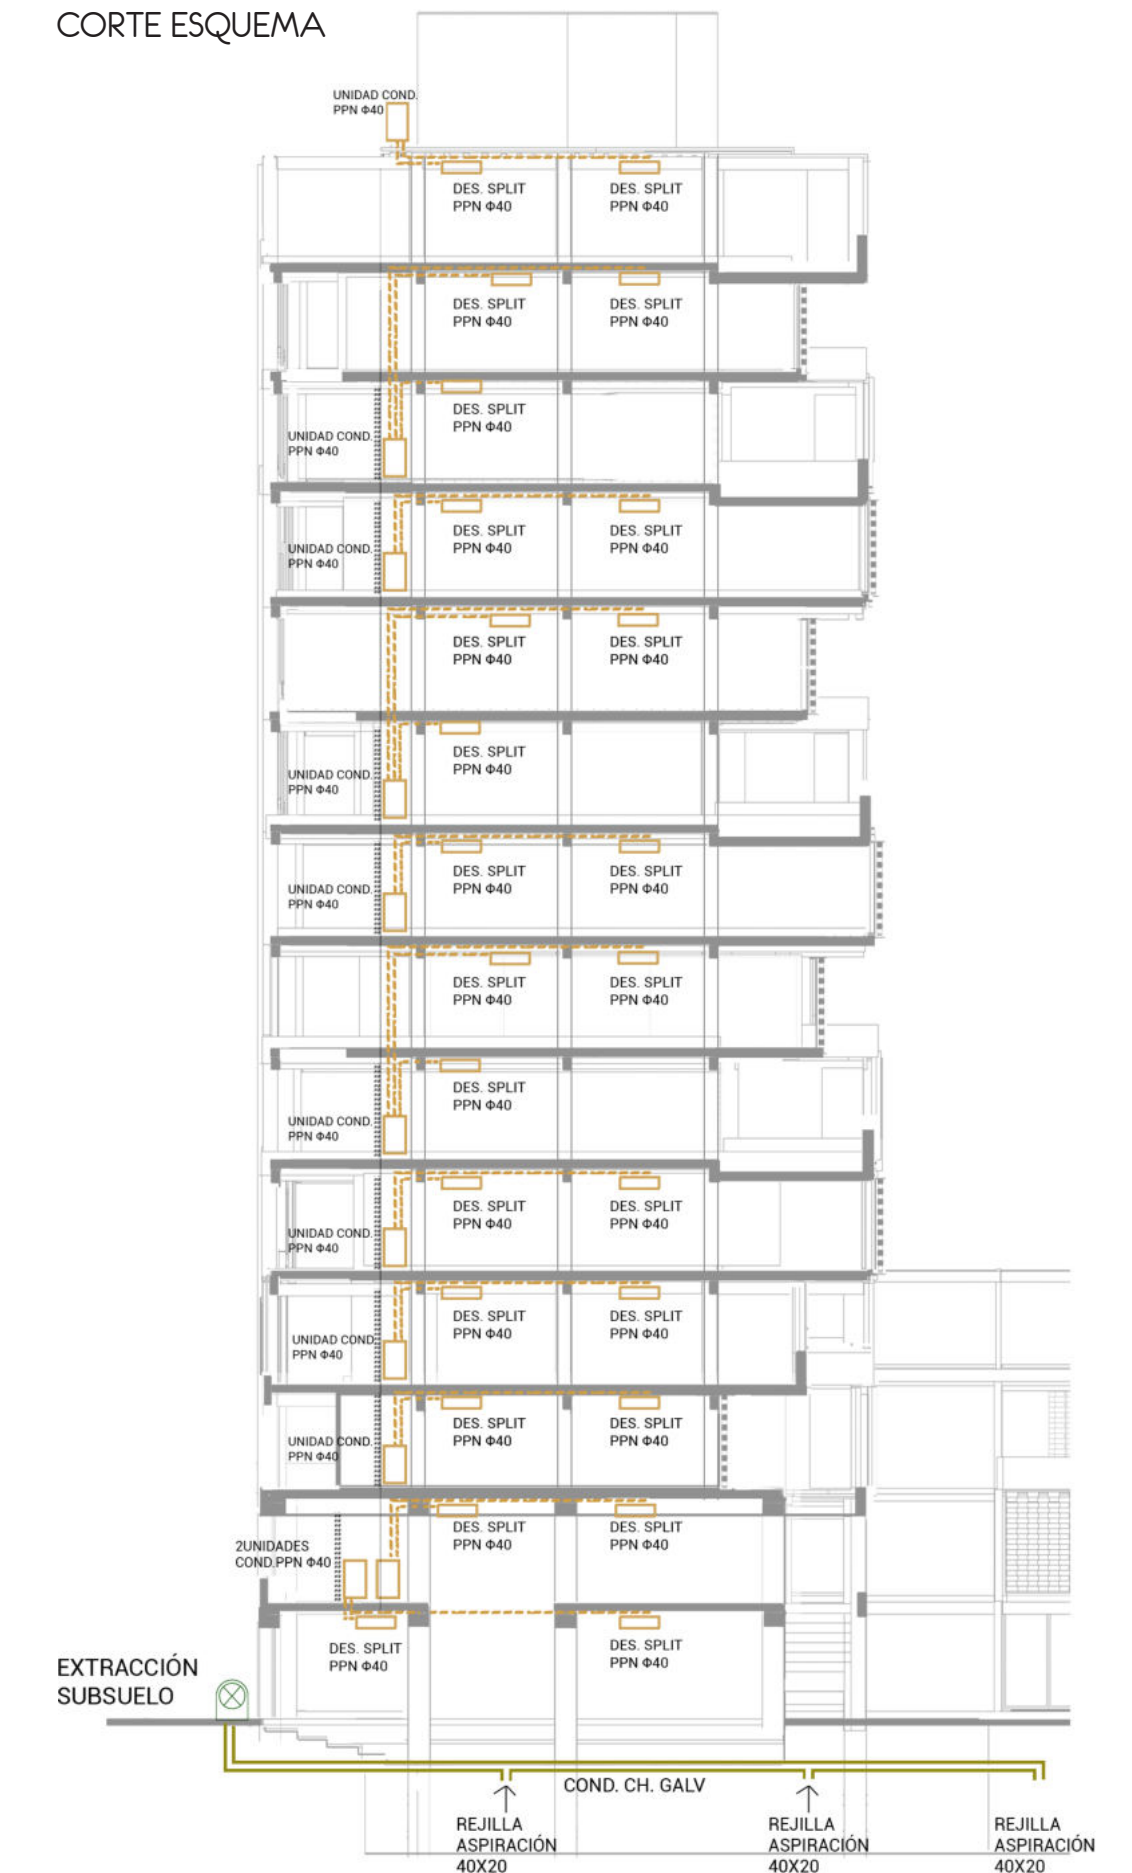 CORTE ESQUEMA
UNIDAD COND.
PPN Φ40
DES. SPLIT
PPN Φ40
DES. SPLIT
PPN Φ40
DES. SPLIT
PPN Φ40
DES. SPLIT
PPN Φ40
DES. SPLIT
PPN Φ40
UNIDAD COND.
PPN Φ40
DES. SPLIT
PPN Φ40
DES. SPLIT
PPN Φ40
UNIDAD COND.
PPN Φ40
DES. SPLIT
PPN Φ40
DES. SPLIT
PPN Φ40
DES. SPLIT
PPN Φ40
UNIDAD COND.
PPN Φ40
DES. SPLIT
PPN Φ40
DES. SPLIT
PPN Φ40
UNIDAD COND.
PPN Φ40
DES. SPLIT
PPN Φ40
DES. SPLIT
PPN Φ40
DES. SPLIT
PPN Φ40
UNIDAD COND.
PPN Φ40
DES. SPLIT
PPN Φ40
DES. SPLIT
PPN Φ40
UNIDAD COND.
PPN Φ40
DES. SPLIT
PPN Φ40
DES. SPLIT
PPN Φ40
UNIDAD COND.
PPN Φ40
DES. SPLIT
PPN Φ40
DES. SPLIT
PPN Φ40
UNIDAD COND.
PPN Φ40
DES. SPLIT
PPN Φ40
DES. SPLIT
PPN Φ40
2UNIDADES
COND.PPN Φ40
DES. SPLIT
PPN Φ40
DES. SPLIT
PPN Φ40
EXTRACCIÓN
SUBSUELO
COND. CH. GALV
REJILLA
ASPIRACIÓN
40X20
REJILLA
ASPIRACIÓN
40X20
REJILLA
ASPIRACIÓN
40X20